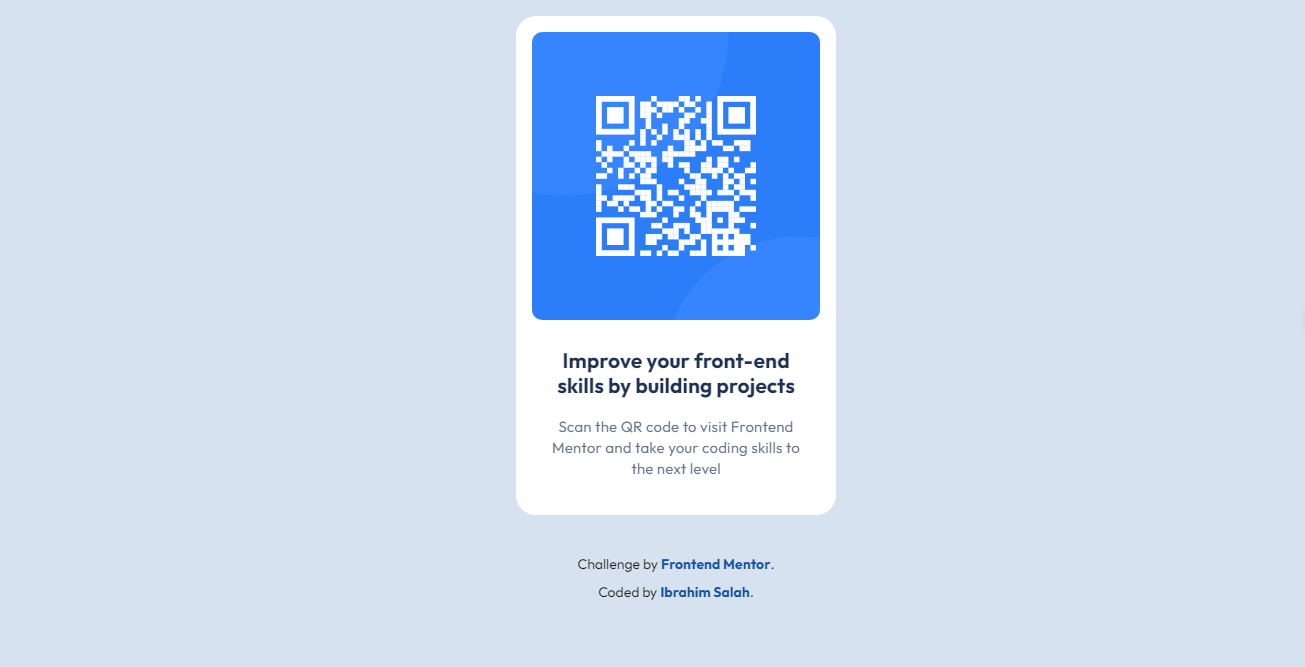 Improve your front-end
skills by building projects
Scan the QR code to visit Frontend
Mentor and take your coding skills to
the next level
Challenge by Frontend Mentor.
Coded by Ibrahim Salah.